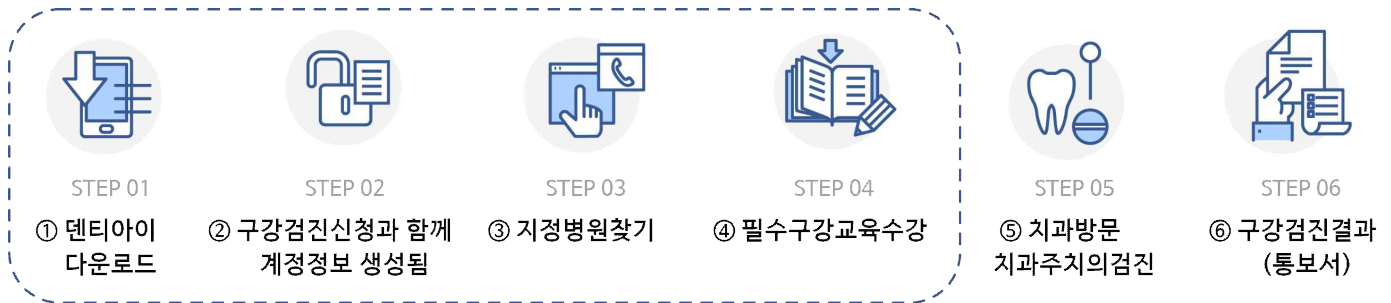 STEP 01
① 덴티아이
다운로드
STEP 02
② 구강검진신청과 함께
계정정보 생성됨
STEP 03
③ 지정병원찾기
STEP 04
④ 필수구강교육수강
STEP 05
⑤ 치과방문
치과주치의검진
STEP 06
⑥ 구강검진결과
(통보서)